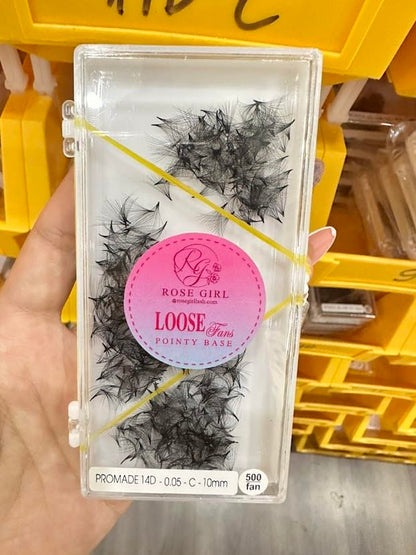 C
RG
ROSE GIRL
rosegirllash.com
LOOSE Fans
POINTY BASE
PROMADE 14D - 0.05 - C - 10mm
500
fan